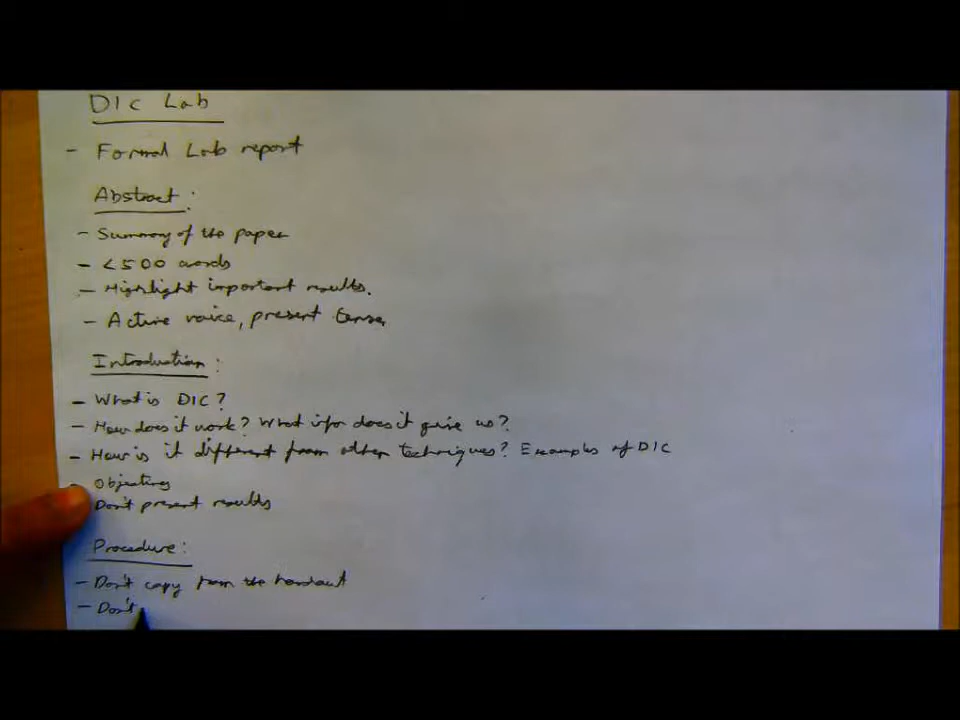 DIC Lab
- Formal Lab report
Abstract:
- Summary of the paper
- <500 words
- Highlight important results.
- Active voice, present tense
Introduction:
- What is DIC?
- How does it work? What info does it give us?
- How is it different from other techniques? Examples of DIC
- Objectives
Don't present results
Procedure:
- Don't copy from the handout
- Don't